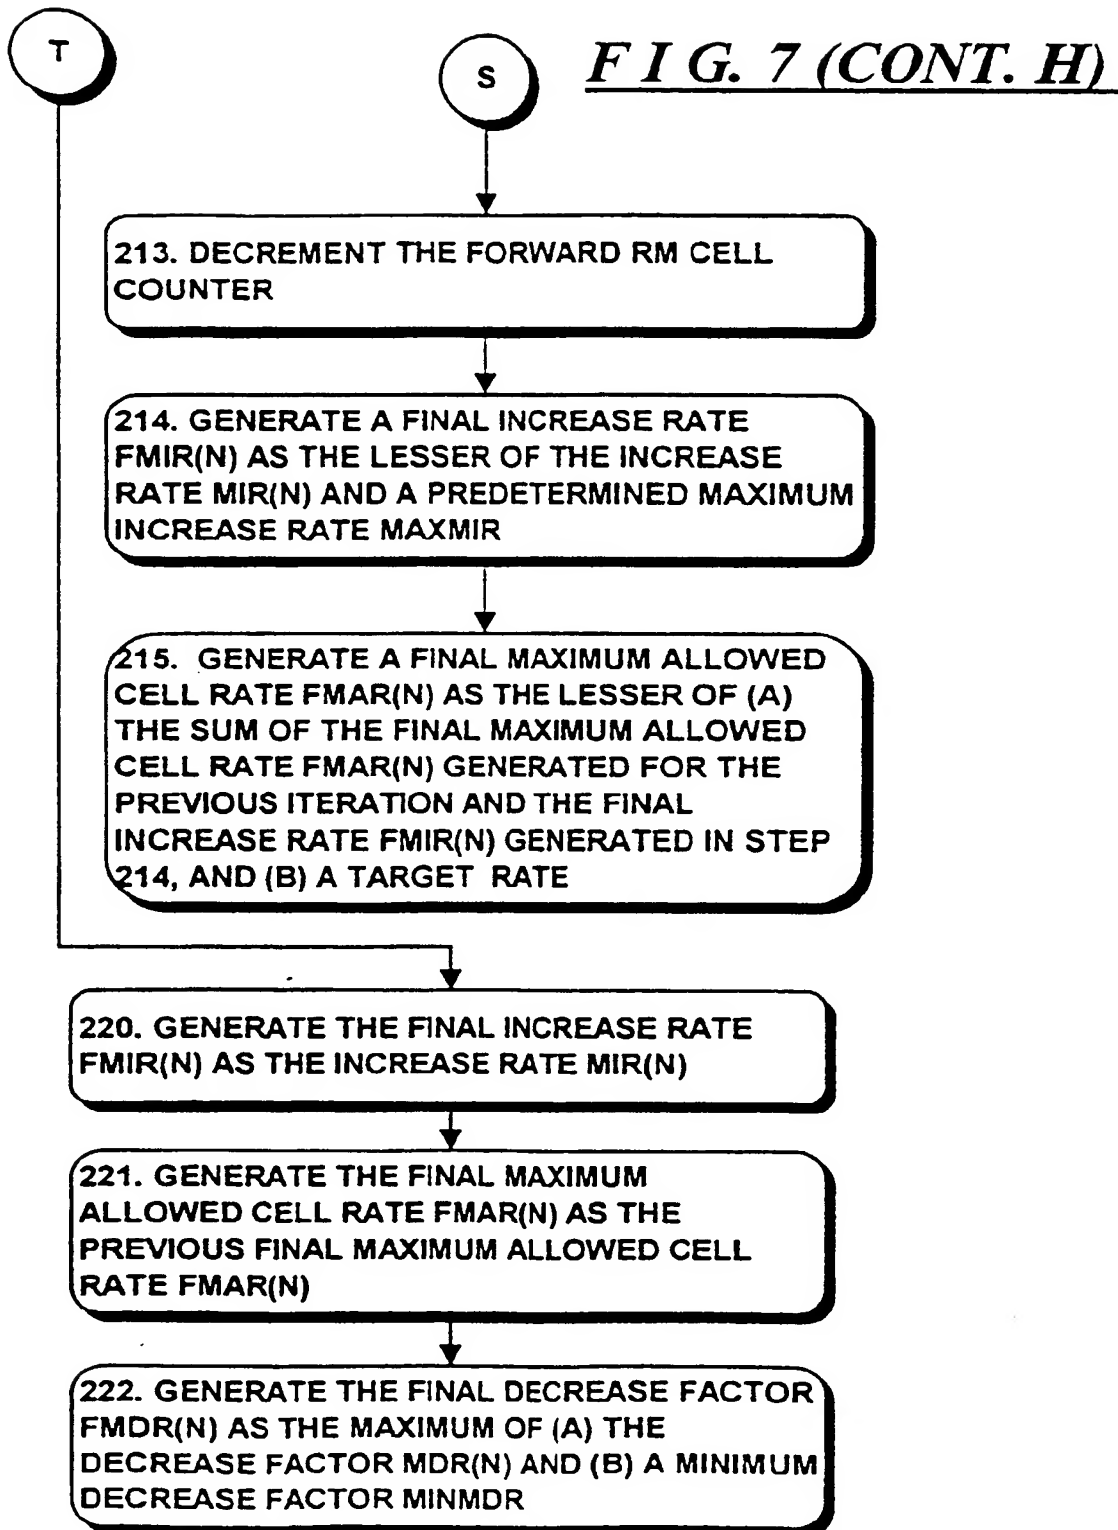 T
S
F I G. 7 (CONT. H)
213. DECREMENT THE FORWARD RM CELL
COUNTER
214. GENERATE A FINAL INCREASE RATE
FMIR(N) AS THE LESSER OF THE INCREASE
RATE MIR(N) AND A PREDETERMINED MAXIMUM
INCREASE RATE MAXMIR
215. GENERATE A FINAL MAXIMUM ALLOWED
CELL RATE FMAR(N) AS THE LESSER OF (A)
THE SUM OF THE FINAL MAXIMUM ALLOWED
CELL RATE FMAR(N) GENERATED FOR THE
PREVIOUS ITERATION AND THE FINAL
INCREASE RATE FMIR(N) GENERATED IN STEP
214, AND (B) A TARGET RATE
220. GENERATE THE FINAL INCREASE RATE
FMIR(N) AS THE INCREASE RATE MIR(N)
221. GENERATE THE FINAL MAXIMUM
ALLOWED CELL RATE FMAR(N) AS THE
PREVIOUS FINAL MAXIMUM ALLOWED CELL
RATE FMAR(N)
222. GENERATE THE FINAL DECREASE FACTOR
FMDR(N) AS THE MAXIMUM OF (A) THE
DECREASE FACTOR MDR(N) AND (B) A MINIMUM
DECREASE FACTOR MINMDR